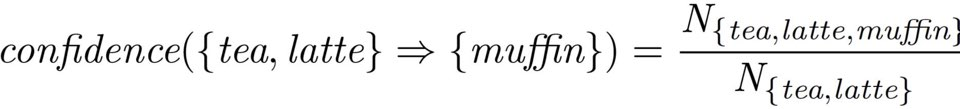 confidence({tea, latte} ⇒ {muffin}) = N_{{tea,latte,muffin}} / N_{{tea,latte}}